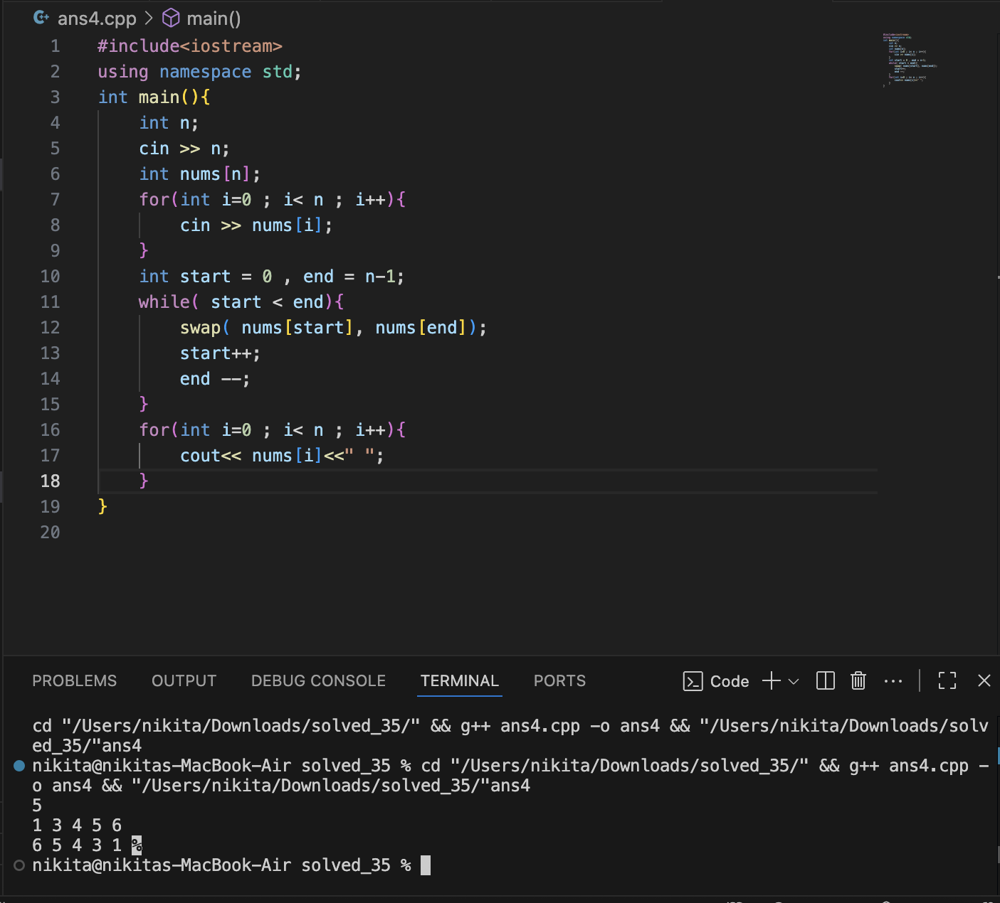 ans4.cpp > main()
1 #include<iostream>
2 using namespace std;
3 int main(){
4     int n;
5     cin >> n;
6     int nums[n];
7     for(int i=0 ; i< n ; i++){
8         cin >> nums[i];
9     }
10     int start = 0 , end = n-1;
11     while( start < end){
12         swap( nums[start], nums[end]);
13         start++;
14         end --;
15     }
16     for(int i=0 ; i< n ; i++){
17         cout<< nums[i]<<" ";
18     }
19 }
20
PROBLEMS OUTPUT DEBUG CONSOLE TERMINAL PORTS Code
cd "/Users/nikita/Downloads/solved_35/" && g++ ans4.cpp -o ans4 && "/Users/nikita/Downloads/solv
ed_35/"ans4
nikita@nikitas-MacBook-Air solved_35 % cd "/Users/nikita/Downloads/solved_35/" && g++ ans4.cpp -
o ans4 && "/Users/nikita/Downloads/solved_35/"ans4
5
1 3 4 5 6
6 5 4 3 1 %
nikita@nikitas-MacBook-Air solved_35 %